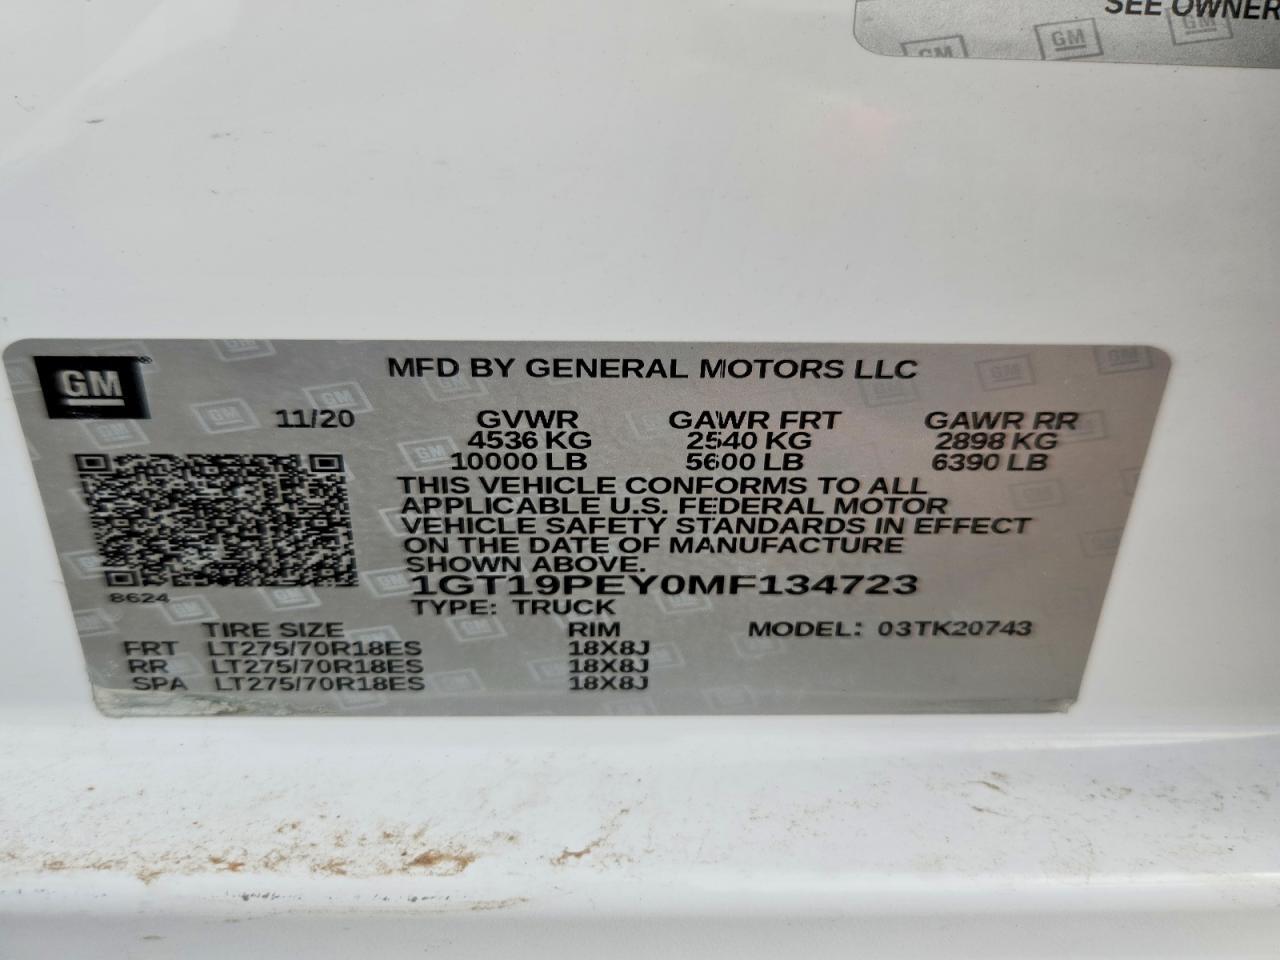 SEE OWNER
GM
GM
GM
GM
MFD BY GENERAL MOTORS LLC
11/20 GVWR GAWR FRT GAWR RR
4536 KG 2540 KG 2898 KG
10000 LB 5600 LB 6390 LB
THIS VEHICLE CONFORMS TO ALL
APPLICABLE U.S. FEDERAL MOTOR
VEHICLE SAFETY STANDARDS IN EFFECT
ON THE DATE OF MANUFACTURE
SHOWN ABOVE.
8624
1GT19PEY0MF134723
TYPE: TRUCK
TIRE SIZE RIM MODEL: 03TK20743
FRT LT275/70R18ES 18X8J
RR LT275/70R18ES 18X8J
SPA LT275/70R18ES 18X8J